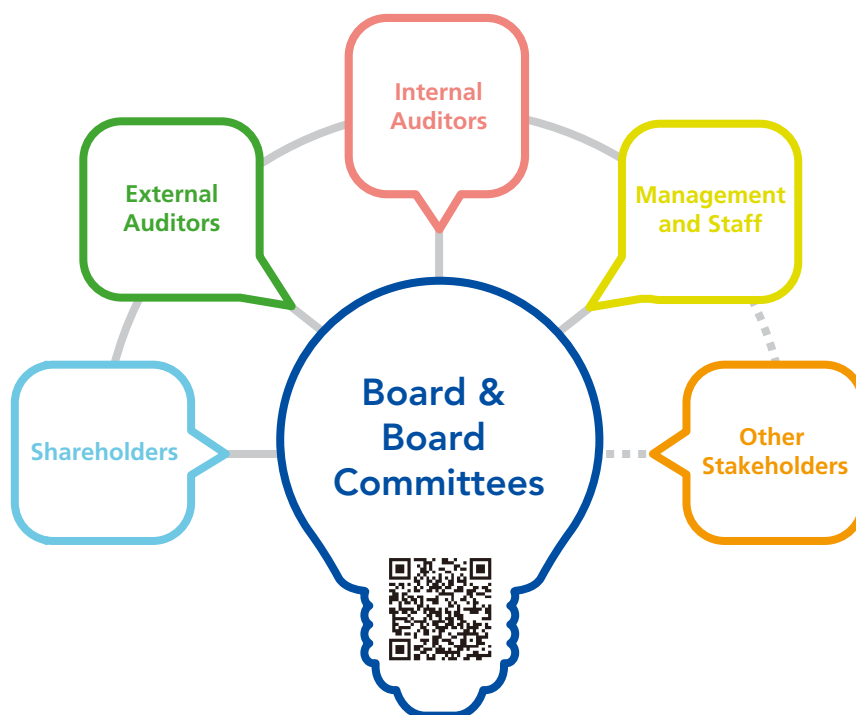 Internal
Auditors
External
Auditors
Management
and Staff
Shareholders
Board &
Board
Committees
Other
Stakeholders